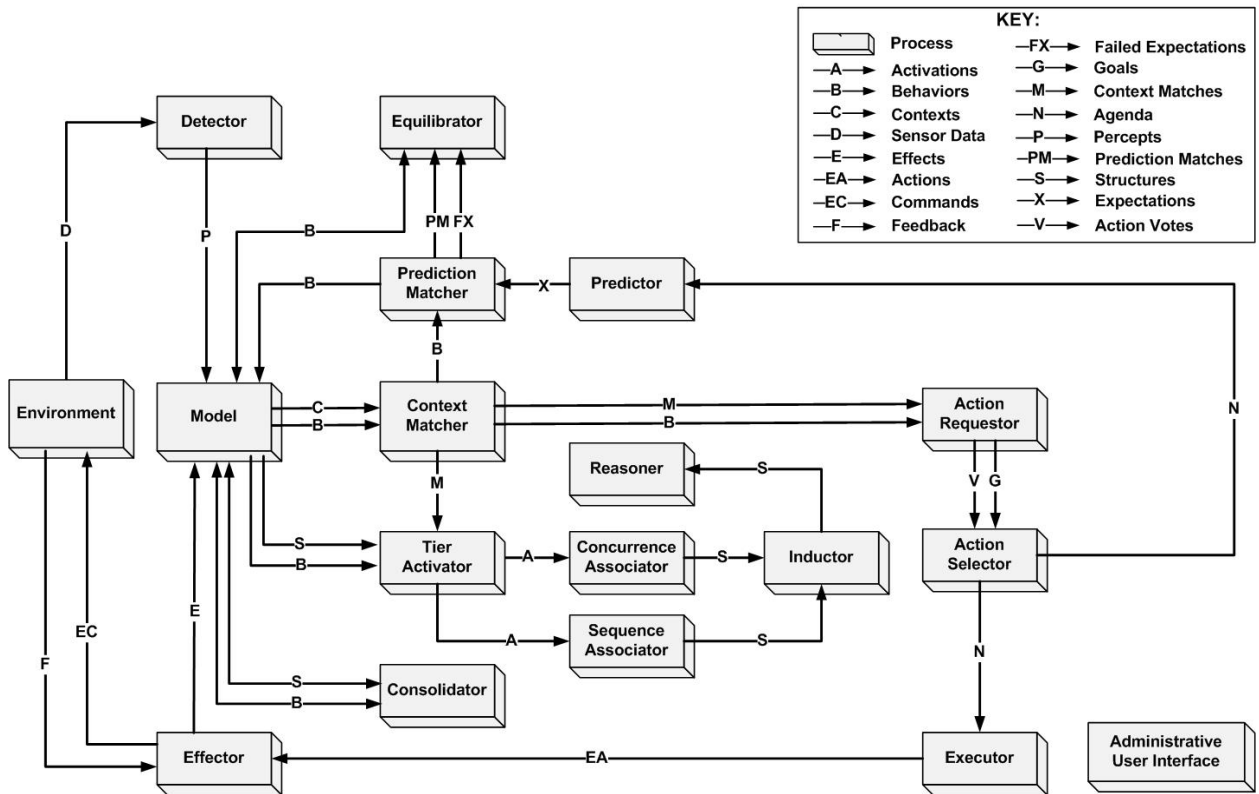 KEY:
Process
A Activations
B Behaviors
C Contexts
D Sensor Data
E Effects
EA Actions
EC Commands
F Feedback
FX Failed Expectations
G Goals
M Context Matches
N Agenda
P Percepts
PM Prediction Matches
S Structures
X Expectations
V Action Votes
Detector
Equilibrator
D
P
B
PM
FX
B
Prediction
Matcher
X
Predictor
B
Environment
Model
C
B
Context
Matcher
M
B
Action
Requestor
N
M
Reasoner
S
V
G
S
B
Tier
Activator
A
Concurrence
Associator
S
Inductor
Action
Selector
E
EC
F
A
Sequence
Associator
S
N
S
B
Consolidator
Effector
EA
Executor
Administrative
User Interface